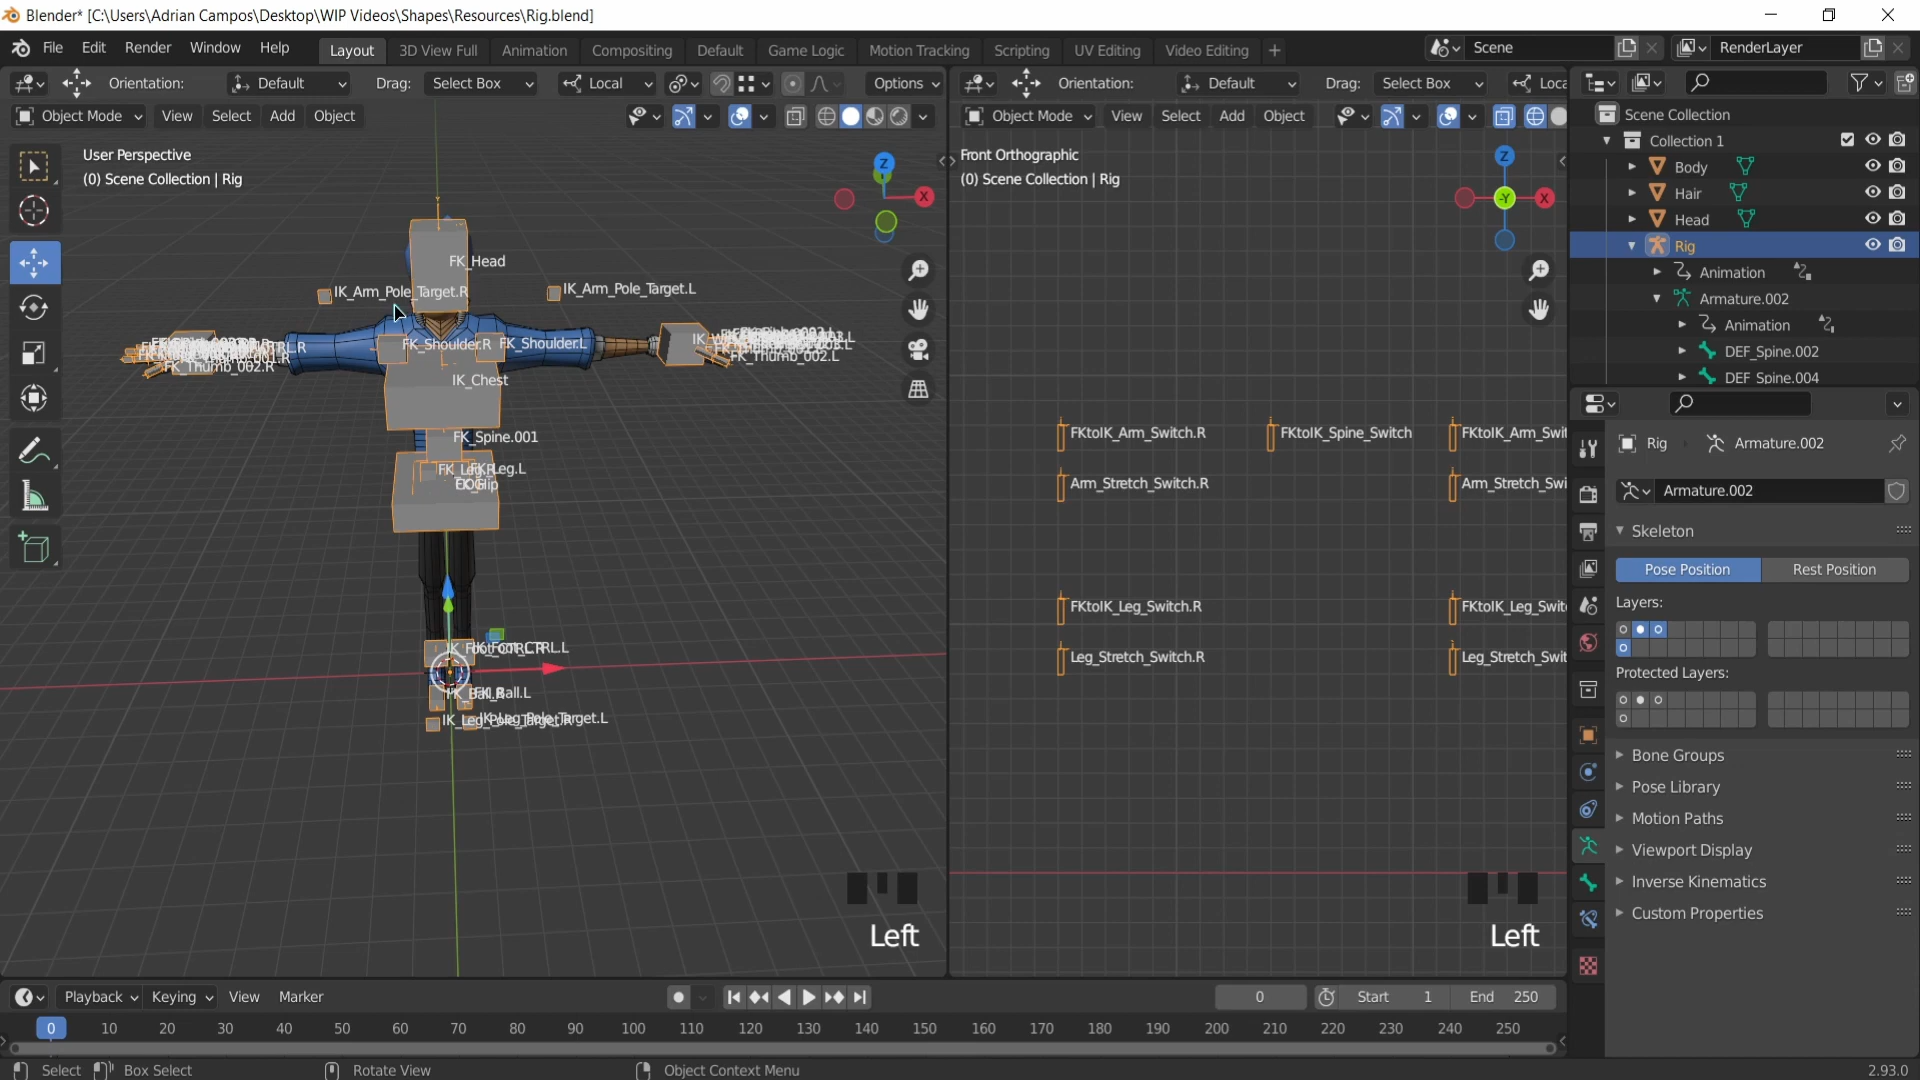 Blender* [C:\Users\Adrian Campos\Desktop\WIP Videos\Shapes\Resources\Rig.blend]
File Edit Render Window Help
Layout 3D View Full Animation Compositing Default Game Logic Motion Tracking Scripting UV Editing Video Editing +
Scene
RenderLayer
Orientation: Default Drag: Select Box Local Options
Orientation: Default Drag: Select Box Loca
Object Mode View Select Add Object
Object Mode View Select Add Object
User Perspective
(0) Scene Collection | Rig
Front Orthographic
(0) Scene Collection | Rig
Z
X
Z
-Y X
FK_Head
IK_Arm_Pole_Target.R
IK_Arm_Pole_Target.L
FK_Shoulder.R
FK_Shoulder.L
FK_Thumb_002.R
FK_Thumb_002.L
IK_Chest
FK_Spine.001
FK_Leg.L
IK_Leg_Pole_Target.L
FKtoIK_Arm_Switch.R
FKtoIK_Spine_Switch
FKtoIK_Arm_Swit
Arm_Stretch_Switch.R
Arm_Stretch_Swi
FKtoIK_Leg_Switch.R
FKtoIK_Leg_Swit
Leg_Stretch_Switch.R
Leg_Stretch_Swit
Left
Left
Scene Collection
Collection 1
Body
Hair
Head
Rig
Animation
Armature.002
Animation
DEF_Spine.002
DEF_Spine.004
Rig Armature.002
Armature.002
Skeleton
Pose Position Rest Position
Layers:
Protected Layers:
Bone Groups
Pose Library
Motion Paths
Viewport Display
Inverse Kinematics
Custom Properties
Playback Keying View Marker
0 Start 1 End 250
0 10 20 30 40 50 60 70 80 90 100 110 120 130 140 150 160 170 180 190 200 210 220 230 240 250
Select Box Select Rotate View Object Context Menu 2.93.0